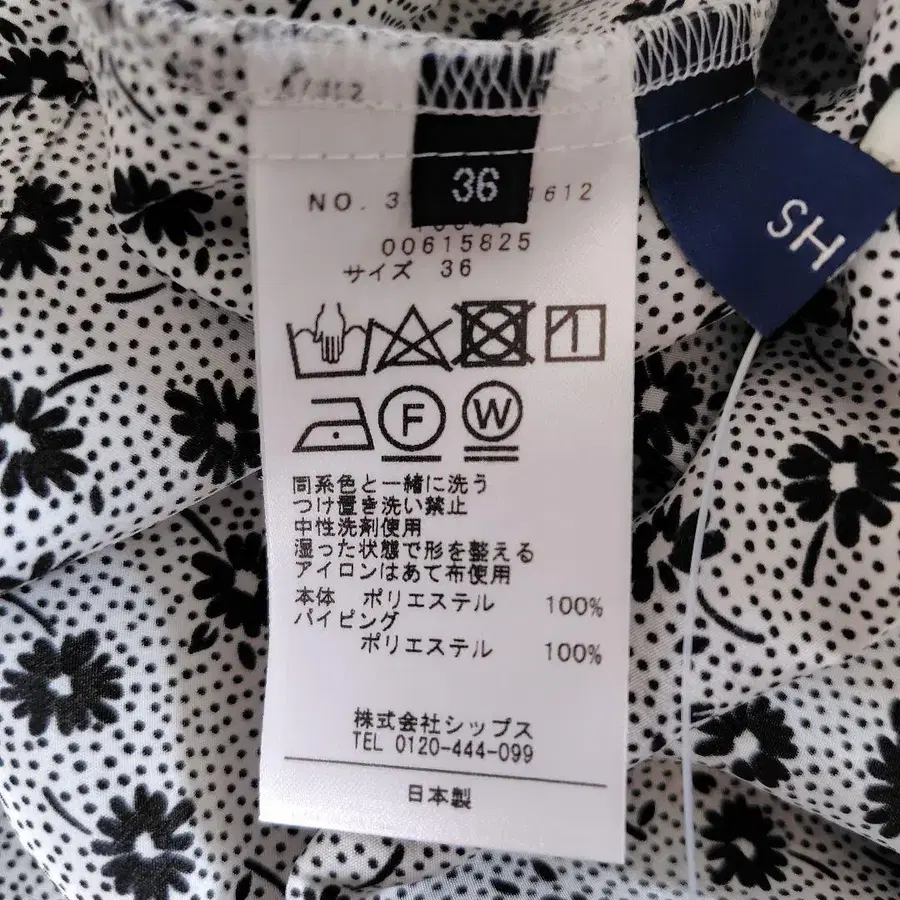 36
NO. 3 1612
00615825
サイズ 36
F W
同系色と一緒に洗う
つけ置き洗い禁止
中性洗剤使用
湿った状態で形を整える
アイロンはあて布使用
本体 ポリエステル 100%
パイピング
ポリエステル 100%
株式会社シップス
TEL 0120-444-099
日本製
SH